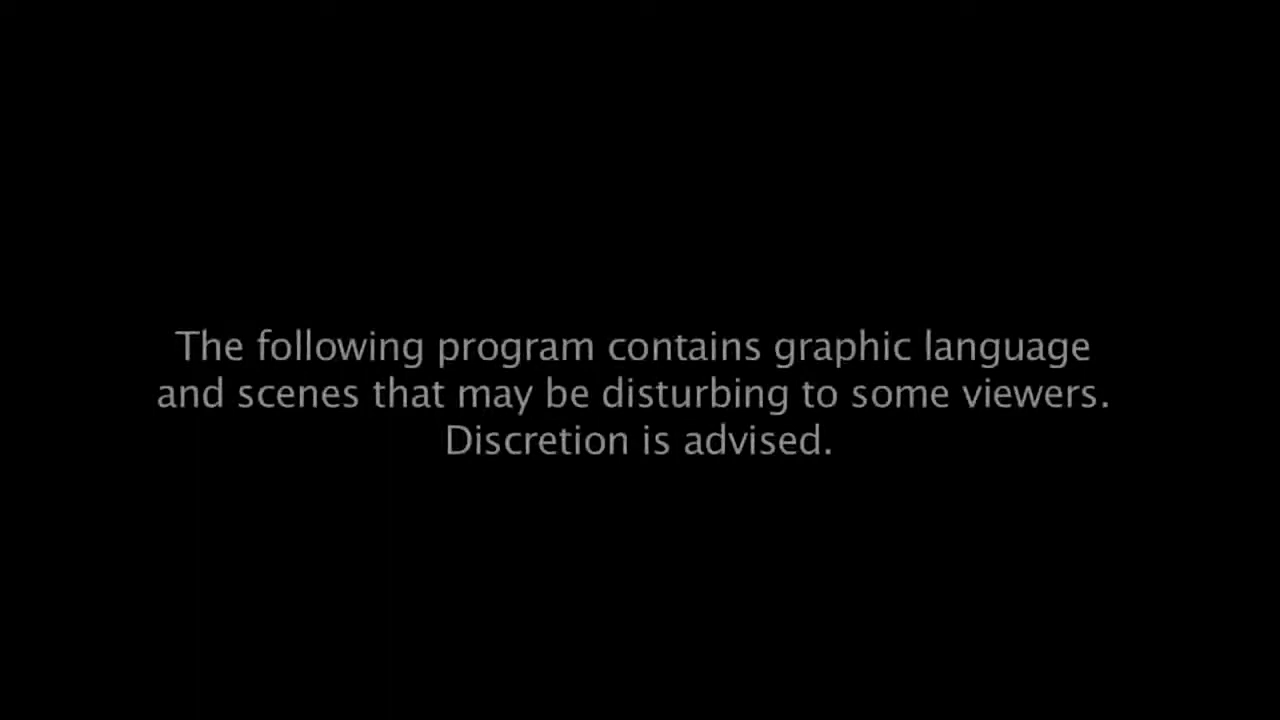 The following program contains graphic language
and scenes that may be disturbing to some viewers.
Discretion is advised.